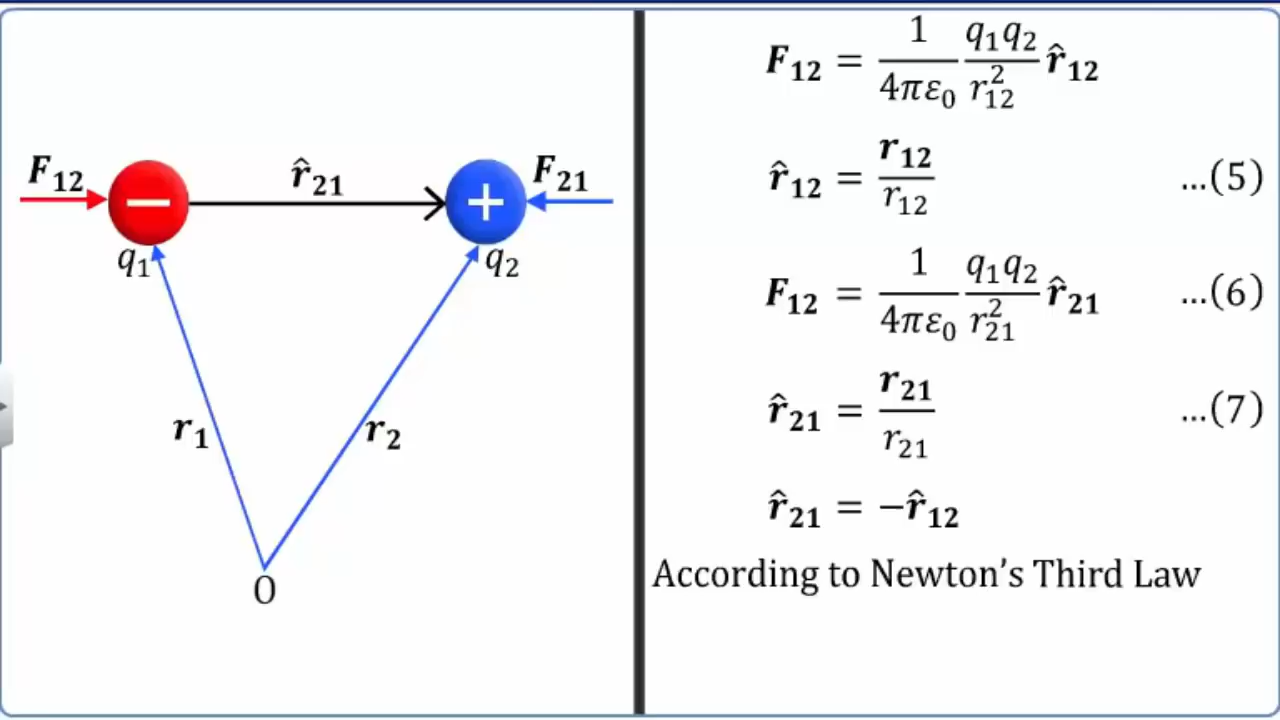 F₁₂
r̂₂₁
F₂₁
−
+
q₁
q₂
r₁
r₂
O
F₁₂ = 1/(4πε₀) q₁q₂/r₁₂² r̂₁₂
r̂₁₂ = r₁₂/r₁₂ ...(5)
F₁₂ = 1/(4πε₀) q₁q₂/r₂₁² r̂₂₁ ...(6)
r̂₂₁ = r₂₁/r₂₁ ...(7)
r̂₂₁ = −r̂₁₂
According to Newton’s Third Law